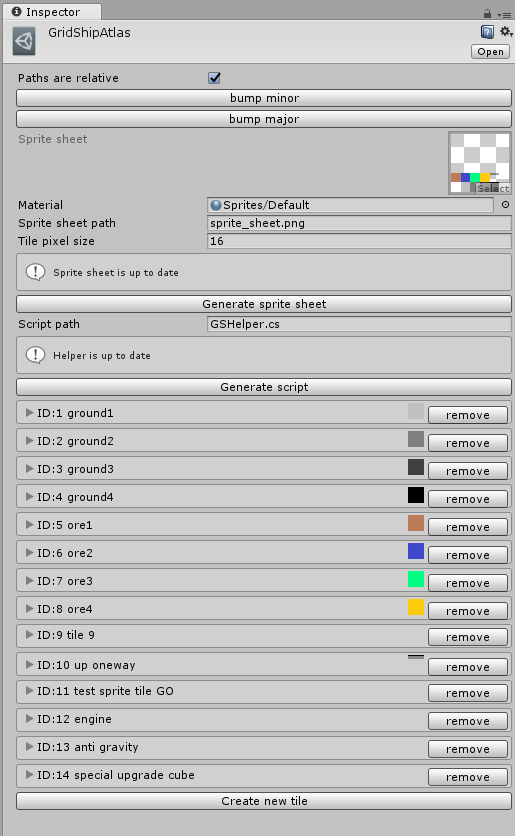 Inspector
GridShipAtlas
Open
Paths are relative
bump minor
bump major
Sprite sheet
Select
Material Sprites/Default
Sprite sheet path sprite_sheet.png
Tile pixel size 16
Sprite sheet is up to date
Generate sprite sheet
Script path GSHelper.cs
Helper is up to date
Generate script
ID:1 ground1 remove
ID:2 ground2 remove
ID:3 ground3 remove
ID:4 ground4 remove
ID:5 ore1 remove
ID:6 ore2 remove
ID:7 ore3 remove
ID:8 ore4 remove
ID:9 tile 9 remove
ID:10 up oneway remove
ID:11 test sprite tile GO remove
ID:12 engine remove
ID:13 anti gravity remove
ID:14 special upgrade cube remove
Create new tile